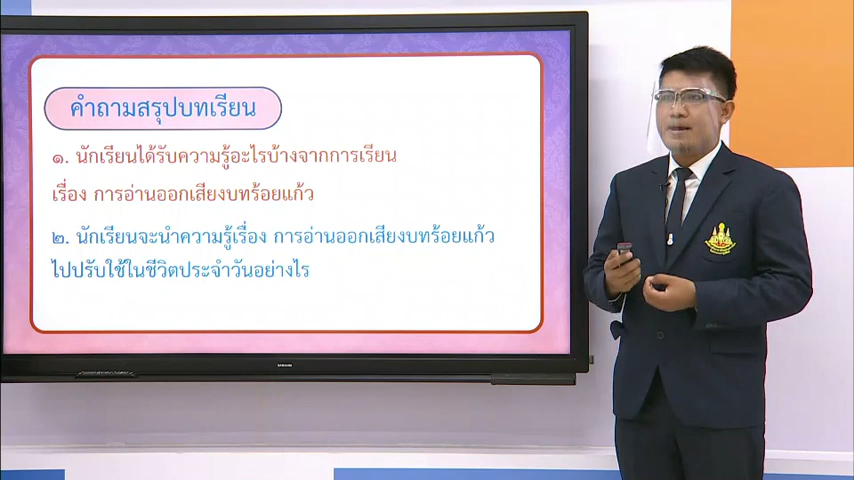 คำถามสรุปบทเรียน
๑. นักเรียนได้รับความรู้อะไรบ้างจากการเรียน
เรื่อง การอ่านออกเสียงบทร้อยแก้ว
๒. นักเรียนจะนำความรู้เรื่อง การอ่านออกเสียงบทร้อยแก้ว
ไปปรับใช้ในชีวิตประจำวันอย่างไร
SAMSUNG